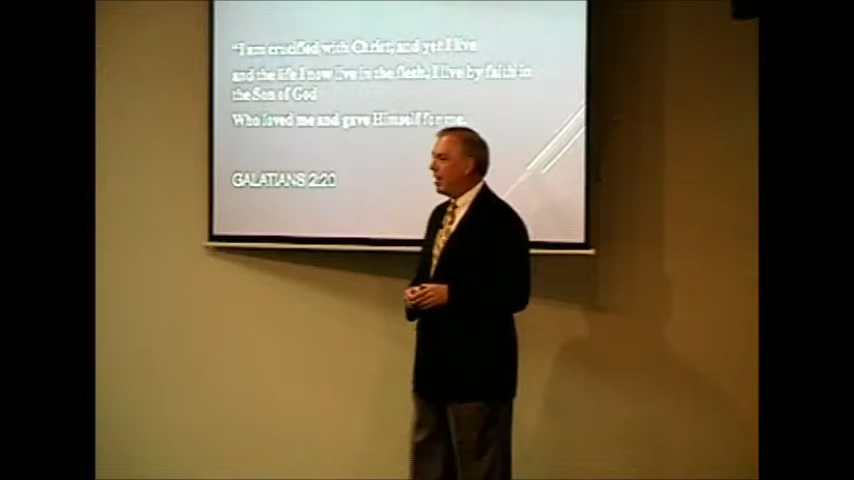 "I am crucified with Christ, and yet I live
and the life I now live in the flesh, I live by faith in
the Son of God
Who loved me and gave Himself for me.
GALATIANS 2:20